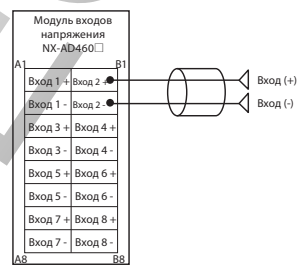 Модуль входов
напряжения
NX-AD460□
A1 B1
Вход 1 + Вход 2 + Вход (+)
Вход 1 - Вход 2 - Вход (-)
Вход 3 + Вход 4 +
Вход 3 - Вход 4 -
Вход 5 + Вход 6 +
Вход 5 - Вход 6 -
Вход 7 + Вход 8 +
Вход 7 - Вход 8 -
A8 B8